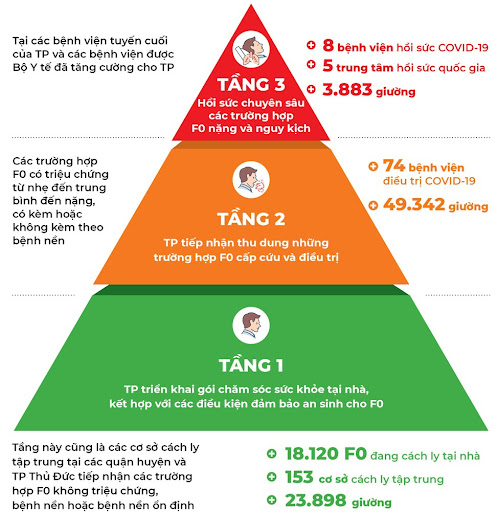 Tại các bệnh viện tuyến cuối
của TP và các bệnh viện được
Bộ Y tế đã tăng cường cho TP
TẦNG 3
Hồi sức chuyên sâu
các trường hợp
F0 nặng và nguy kịch
8 bệnh viện hồi sức COVID-19
5 trung tâm hồi sức quốc gia
3.883 giường
Các trường hợp
F0 có triệu chứng
từ nhẹ đến trung
bình đến nặng,
có kèm hoặc
không kèm theo
bệnh nền
TẦNG 2
TP tiếp nhận thu dung những
trường hợp F0 cấp cứu và điều trị
74 bệnh viện
điều trị COVID-19
49.342 giường
TẦNG 1
TP triển khai gói chăm sóc sức khỏe tại nhà,
kết hợp với các điều kiện đảm bảo an sinh cho F0
Tầng này cũng là các cơ sở cách ly
tập trung tại các quận huyện và
TP Thủ Đức tiếp nhận các trường
hợp F0 không triệu chứng,
bệnh nền hoặc bệnh nền ổn định
18.120 F0 đang cách ly tại nhà
153 cơ sở cách ly tập trung
23.898 giường